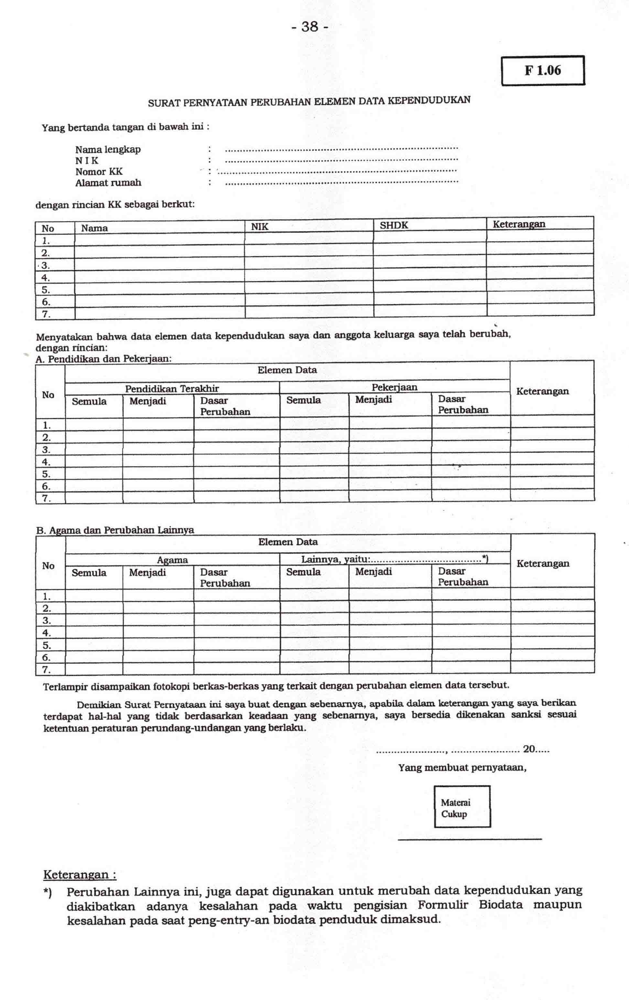 - 38 -
F 1.06
SURAT PERNYATAAN PERUBAHAN ELEMEN DATA KEPENDUDUKAN
Yang bertanda tangan di bawah ini :
Nama lengkap : ..............................................................................
N I K : ..............................................................................
Nomor KK : ................................................................................
Alamat rumah : ..............................................................................
dengan rincian KK sebagai berkut:
No Nama NIK SHDK Keterangan
1.
2.
3.
4.
5.
6.
7.
Menyatakan bahwa data elemen data kependudukan saya dan anggota keluarga saya telah berubah,
dengan rincian:
A. Pendidikan dan Pekerjaan:
Elemen Data
No Pendidikan Terakhir Pekerjaan Keterangan
Semula Menjadi Dasar Semula Menjadi Dasar
Perubahan Perubahan
1.
2.
3.
4.
5.
6.
7.
B. Agama dan Perubahan Lainnya
Elemen Data
No Agama Lainnya, yaitu:.....................................*) Keterangan
Semula Menjadi Dasar Semula Menjadi Dasar
Perubahan Perubahan
1.
2.
3.
4.
5.
6.
7.
Terlampir disampaikan fotokopi berkas-berkas yang terkait dengan perubahan elemen data tersebut.
Demikian Surat Pernyataan ini saya buat dengan sebenarnya, apabila dalam keterangan yang saya berikan
terdapat hal-hal yang tidak berdasarkan keadaan yang sebenarnya, saya bersedia dikenakan sanksi sesuai
ketentuan peraturan perundang-undangan yang berlaku.
......................., ....................... 20.....
Yang membuat pernyataan,
Materai
Cukup
Keterangan :
*) Perubahan Lainnya ini, juga dapat digunakan untuk merubah data kependudukan yang
diakibatkan adanya kesalahan pada waktu pengisian Formulir Biodata maupun
kesalahan pada saat peng-entry-an biodata penduduk dimaksud.